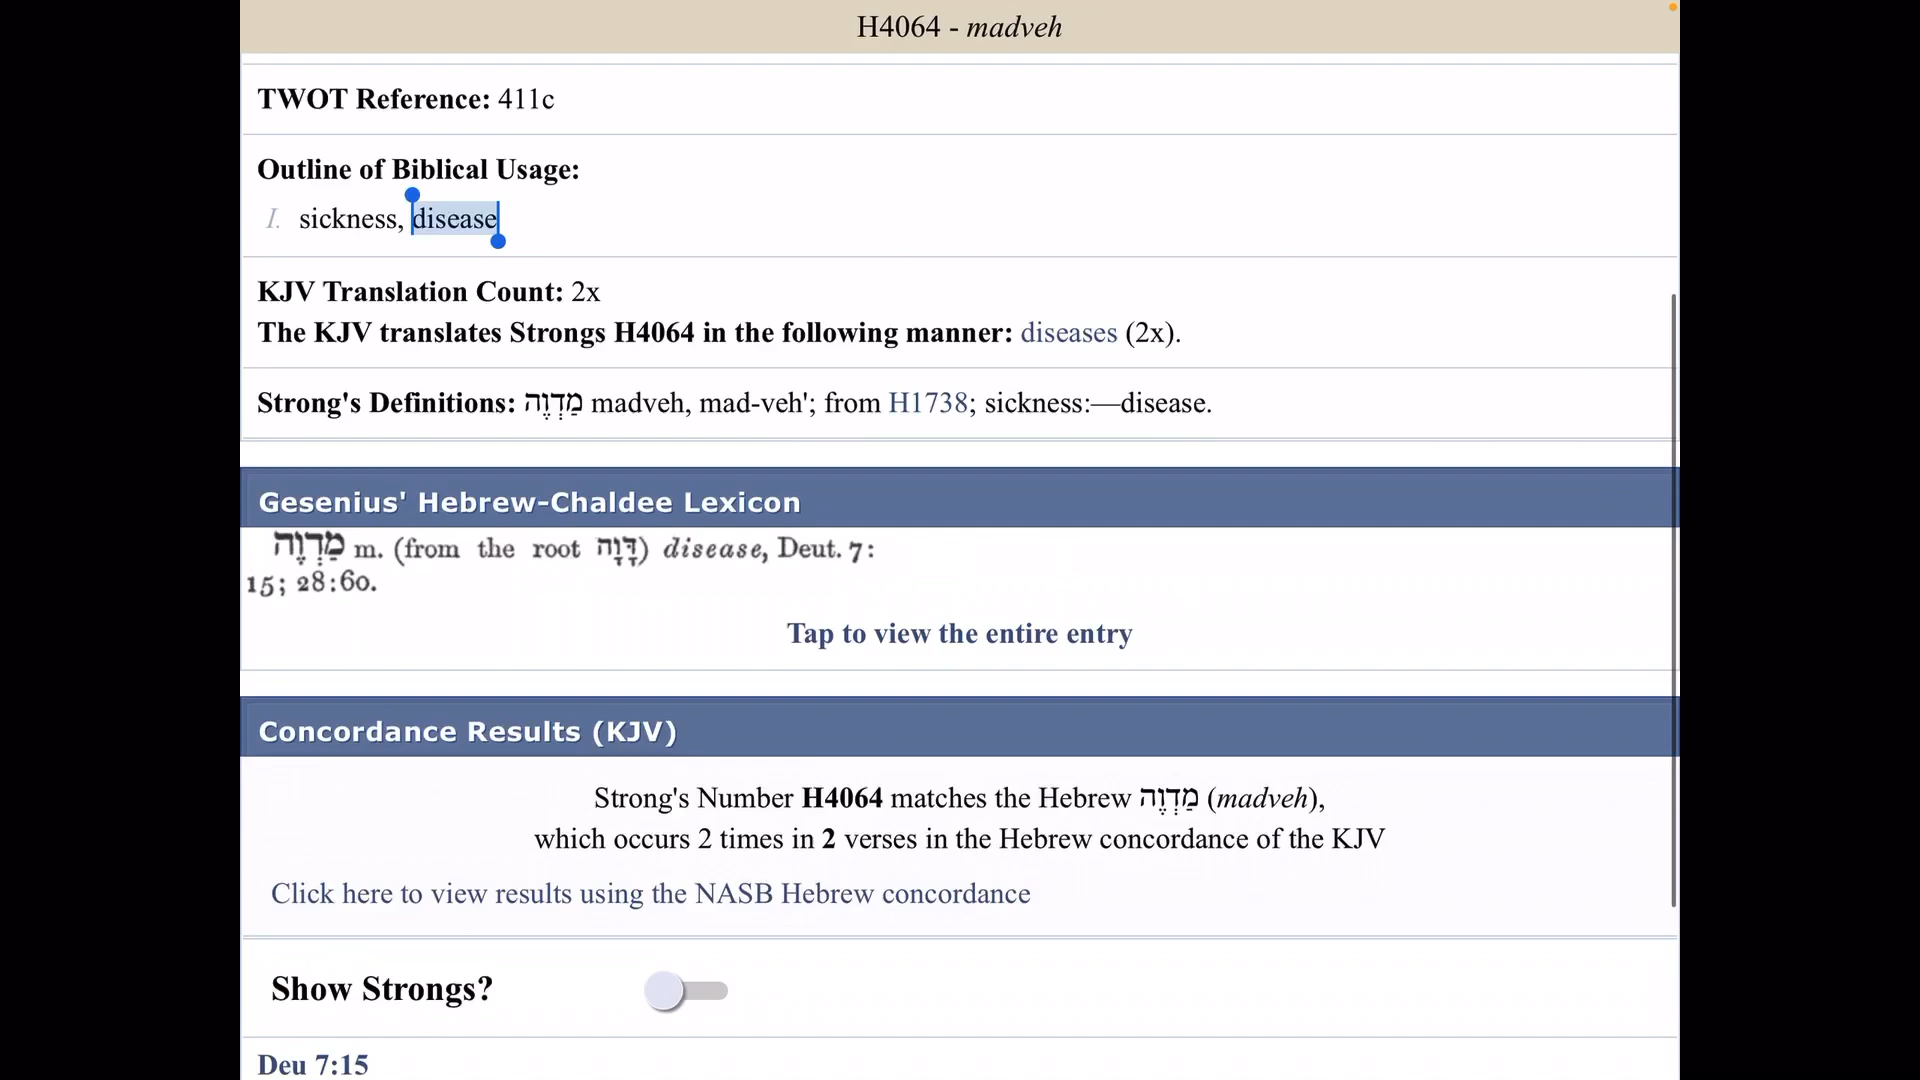 H4064 - madveh
TWOT Reference: 411c
Outline of Biblical Usage:
I. sickness, disease
KJV Translation Count: 2x
The KJV translates Strongs H4064 in the following manner: diseases (2x).
Strong's Definitions: מַדְוֶה madveh, mad-veh'; from H1738; sickness:—disease.
Gesenius' Hebrew-Chaldee Lexicon
מַדְוֶה m. (from the root דָּוָה) disease, Deut. 7:
15; 28:60.
Tap to view the entire entry
Concordance Results (KJV)
Strong's Number H4064 matches the Hebrew מַדְוֶה (madveh),
which occurs 2 times in 2 verses in the Hebrew concordance of the KJV
Click here to view results using the NASB Hebrew concordance
Show Strongs?
Deu 7:15